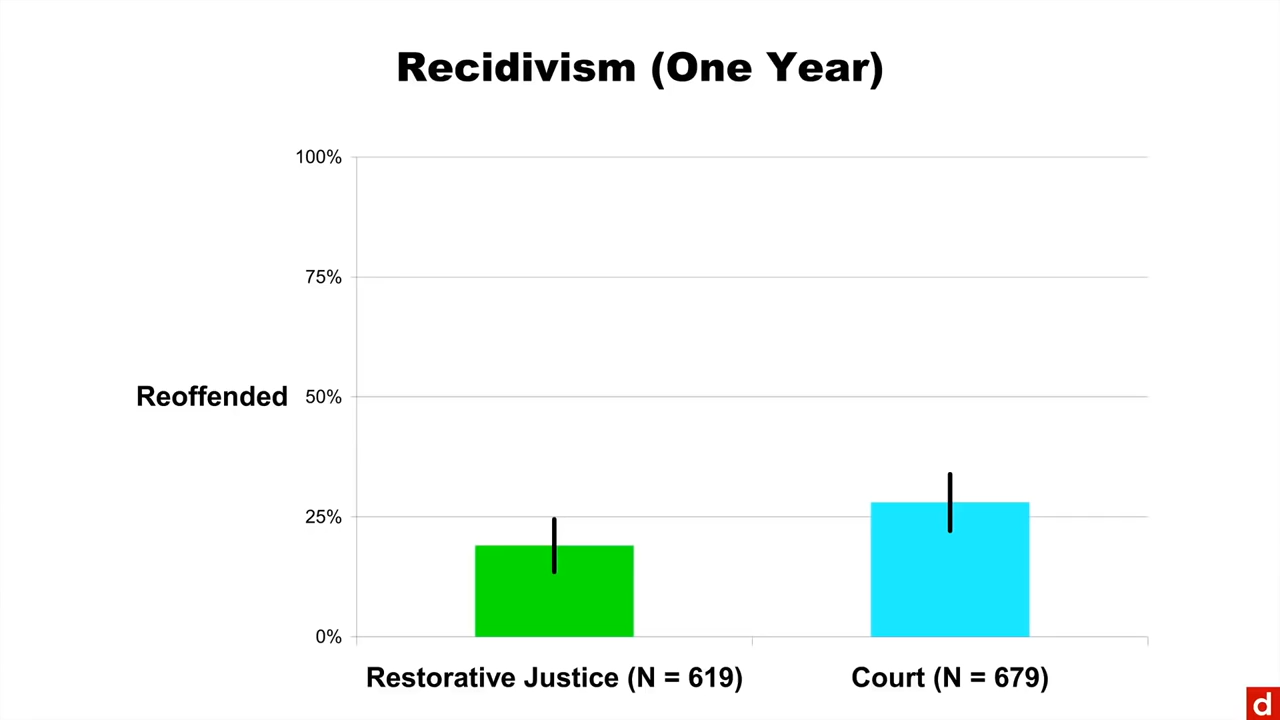 Recidivism (One Year)
100%
75%
Reoffended 50%
25%
0%
Restorative Justice (N = 619) Court (N = 679)
d